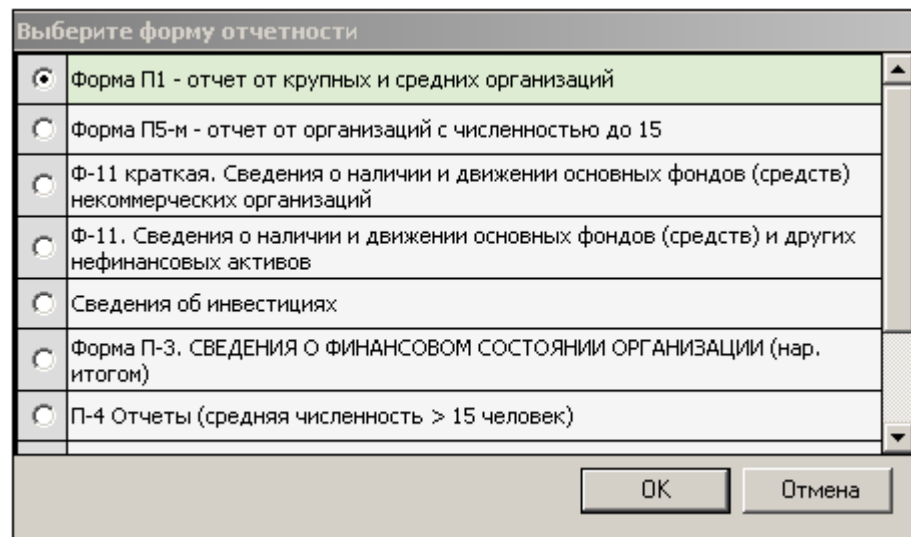 Выберите форму отчетности
Форма П1 - отчет от крупных и средних организаций
Форма П5-м - отчет от организаций с численностью до 15
Ф-11 краткая. Сведения о наличии и движении основных фондов (средств)
некоммерческих организаций
Ф-11. Сведения о наличии и движении основных фондов (средств) и других
нефинансовых активов
Сведения об инвестициях
Форма П-3. СВЕДЕНИЯ О ФИНАНСОВОМ СОСТОЯНИИ ОРГАНИЗАЦИИ (нар.
итогом)
П-4 Отчеты (средняя численность > 15 человек)
ОК
Отмена